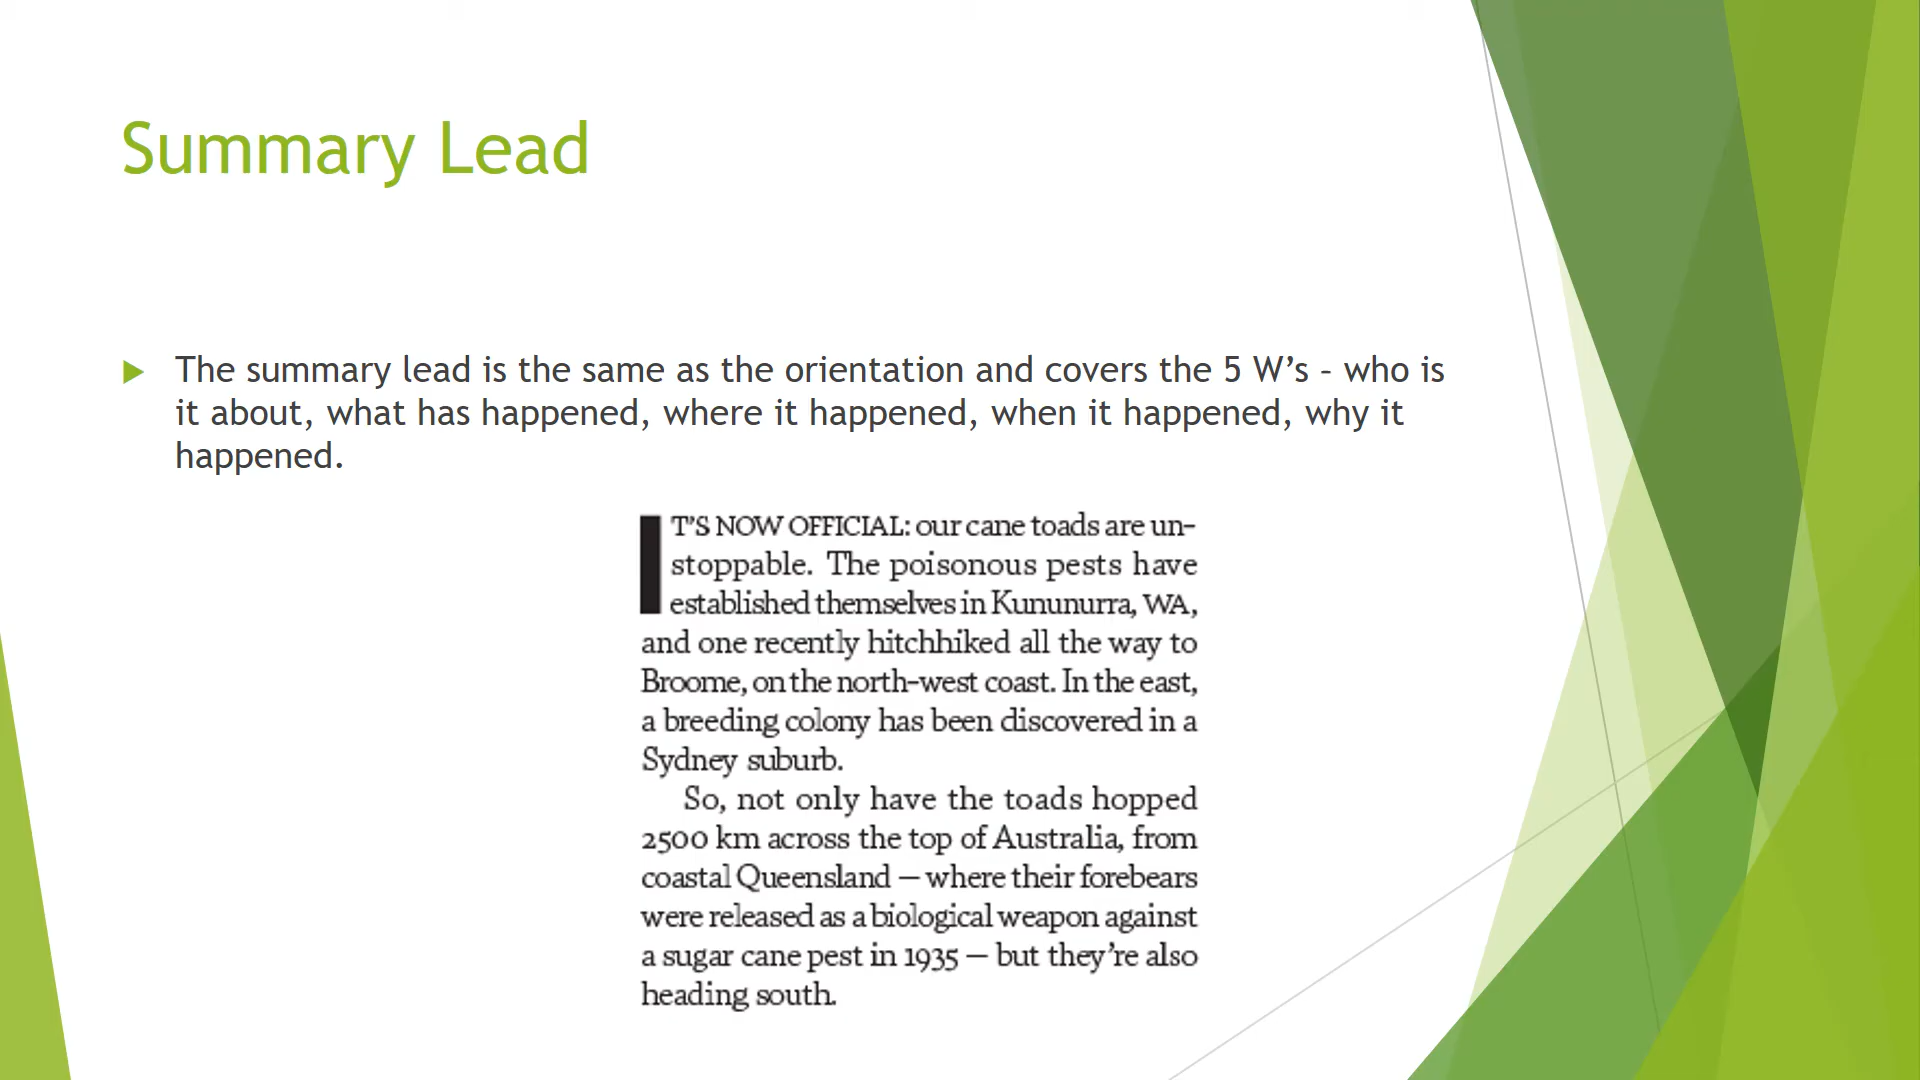 Summary Lead
The summary lead is the same as the orientation and covers the 5 W’s – who is
it about, what has happened, where it happened, when it happened, why it
happened.
IT’S NOW OFFICIAL: our cane toads are un-
stoppable. The poisonous pests have
established themselves in Kununurra, WA,
and one recently hitchhiked all the way to
Broome, on the north-west coast. In the east,
a breeding colony has been discovered in a
Sydney suburb.
So, not only have the toads hopped
2500 km across the top of Australia, from
coastal Queensland — where their forebears
were released as a biological weapon against
a sugar cane pest in 1935 — but they’re also
heading south.